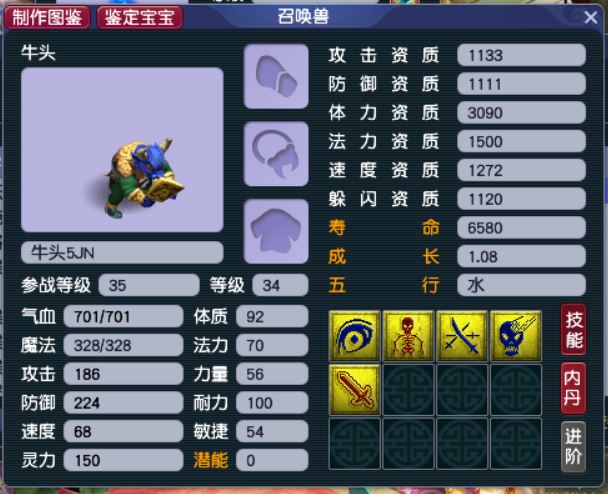 制作图鉴 鉴定宝宝 召唤兽
牛头
牛头5JN
参战等级 35 等级 34
气血 701/701 体质 92
魔法 328/328 法力 70
攻击 186 力量 56
防御 224 耐力 100
速度 68 敏捷 54
灵力 150 潜能 0
攻击资质 1133
防御资质 1111
体力资质 3090
法力资质 1500
速度资质 1272
躲闪资质 1120
寿命 6580
成长 1.08
五行 水
技能
内丹
进阶